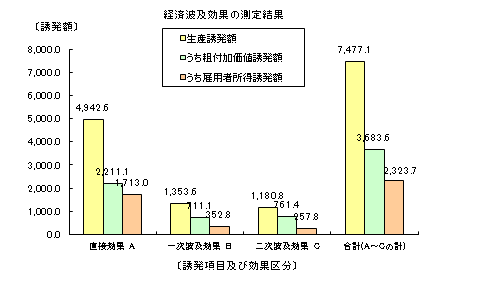 経済波及効果の測定結果
〔誘発額〕
生産誘発額
うち粗付加価値誘発額
うち雇用者所得誘発額
8,000.0
7,000.0
6,000.0
5,000.0
4,000.0
3,000.0
2,000.0
1,000.0
0.0
4,942.6
2,211.1
1,713.0
1,353.6
711.1
352.8
1,180.8
761.4
257.8
7,477.1
3,683.6
2,323.7
直接効果 A
一次波及効果 B
二次波及効果 C
合計(A～Cの計)
〔誘発項目及び効果区分〕